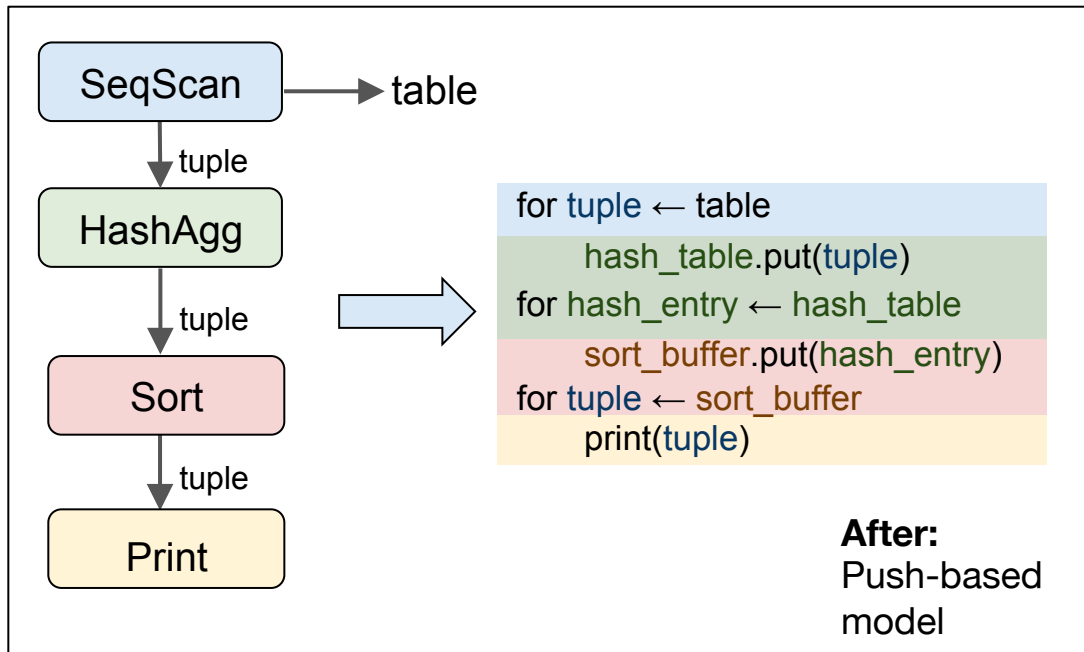 SeqScan
table
tuple
HashAgg
tuple
Sort
tuple
Print
for tuple ← table
hash_table.put(tuple)
for hash_entry ← hash_table
sort_buffer.put(hash_entry)
for tuple ← sort_buffer
print(tuple)
After:
Push-based
model